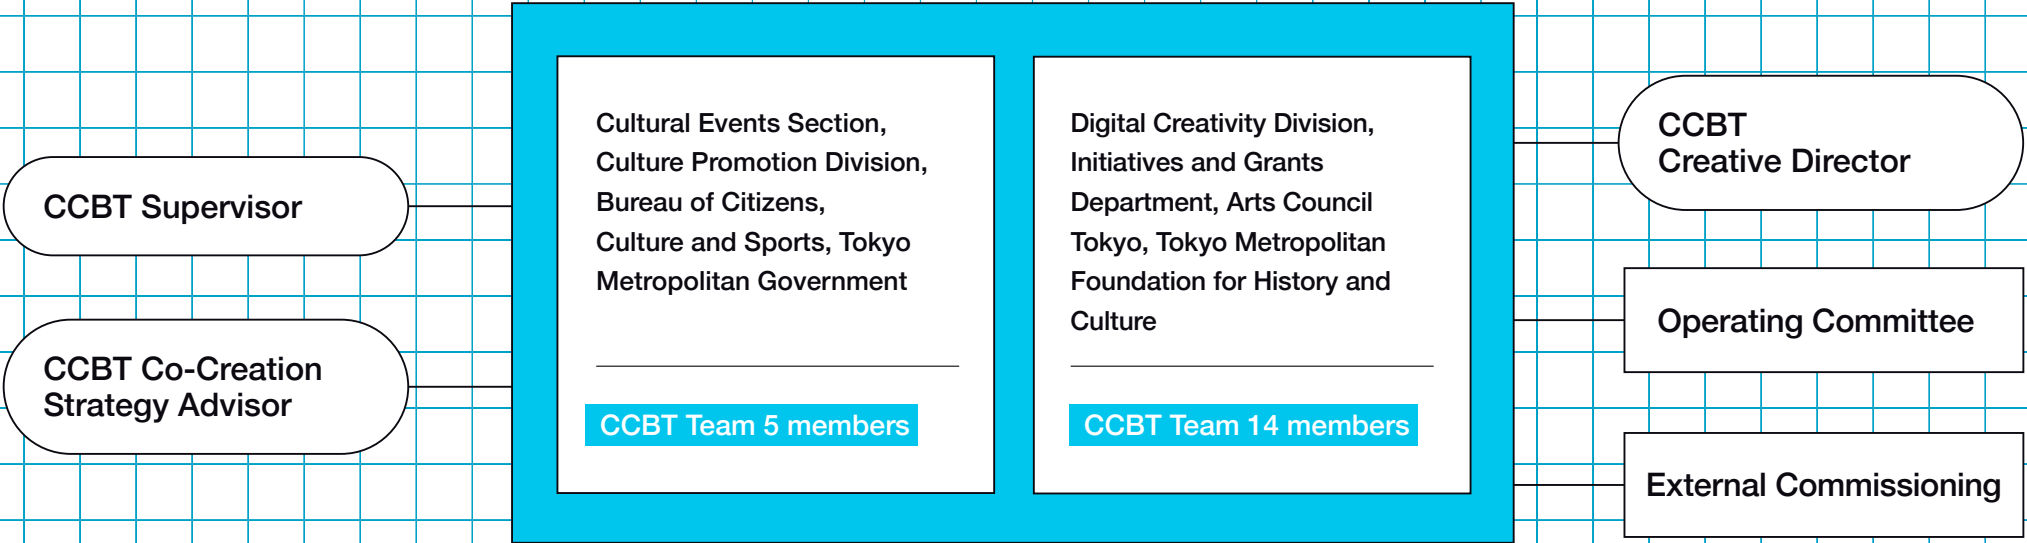 CCBT Supervisor
CCBT Co-Creation
Strategy Advisor
Cultural Events Section,
Culture Promotion Division,
Bureau of Citizens,
Culture and Sports, Tokyo
Metropolitan Government
CCBT Team 5 members
Digital Creativity Division,
Initiatives and Grants
Department, Arts Council
Tokyo, Tokyo Metropolitan
Foundation for History and
Culture
CCBT Team 14 members
CCBT
Creative Director
Operating Committee
External Commissioning